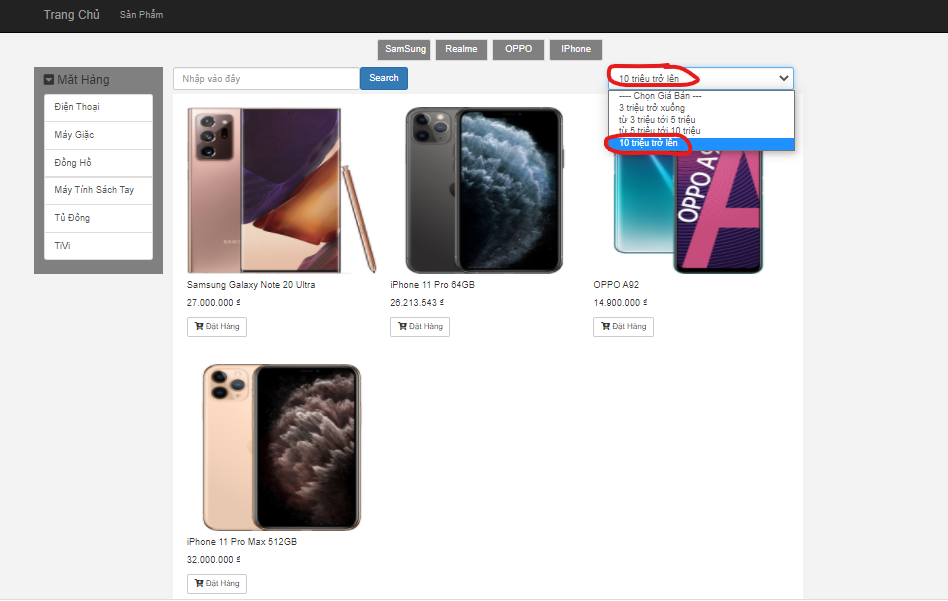 Trang Chủ Sản Phẩm
SamSung Realme OPPO IPhone
Mặt Hàng
Điện Thoại
Máy Giặc
Đồng Hồ
Máy Tính Sách Tay
Tủ Đông
TiVi
Nhập vào đây Search
10 triệu trở lên
---- Chọn Giá Bán ---
3 triệu trở xuống
từ 3 triệu tới 5 triệu
từ 5 triệu tới 10 triệu
10 triệu trở lên
SAMSUNG
OPPO A9
A
Samsung Galaxy Note 20 Ultra
27.000.000 ₫
Đặt Hàng
iPhone 11 Pro 64GB
26.213.543 ₫
Đặt Hàng
OPPO A92
14.900.000 ₫
Đặt Hàng
iPhone 11 Pro Max 512GB
32.000.000 ₫
Đặt Hàng